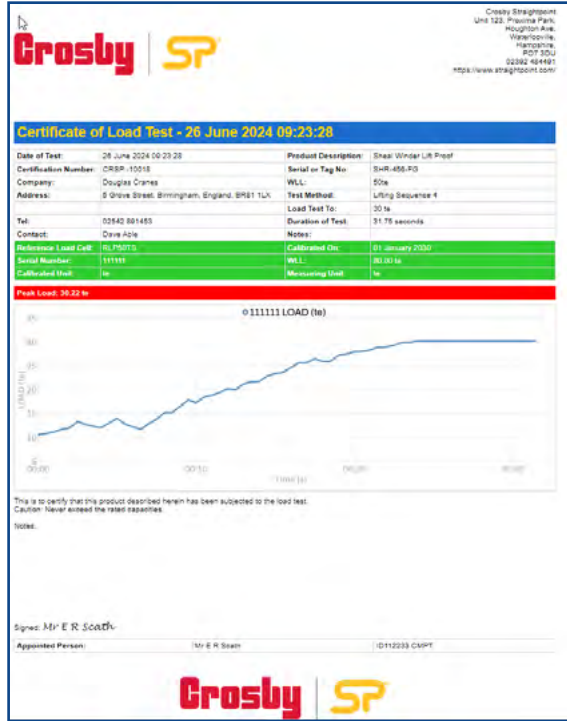 Crosby SP
Crosby Straightpoint
Unit 123, Proxima Park,
Houghton Ave,
Waterlooville,
Hampshire,
PO7 3DU
02392 484491
https://www.straightpoint.com/
Certificate of Load Test - 26 June 2024 09:23:28
Date of Test: 26 June 2024 09:23:28 Product Description: Sheal Winder Lift Proof
Certification Number: CRSP-10018 Serial or Tag No: SHR-456-FG
Company: Douglas Cranes WLL: 50te
Address: 5 Grove Street, Birmingham, England, BR81 1LX Test Method: Lifting Sequence 4
Load Test To: 30 te
Tel: 02542 891453 Duration of Test: 31.75 seconds
Contact: Dave Able Notes:
Reference Load Cell: Calibrated On: 01 January 2030
Serial Number: 111111 WLL: 80.00 te
Calibrated Unit: te Measuring Unit: te
Peak Load: 30.22 te
111111 LOAD (te)
LOAD (te)
35
30
25
20
15
10
5
00:00 00:10 00:20 00:30
Time (s)
This is to certify that this product described herein has been subjected to the load test.
Caution: Never exceed the rated capacities.
Notes:
Signed: Mr E R Scath
Appointed Person: Mr E R Scath ID112233 CMPT
Crosby SP